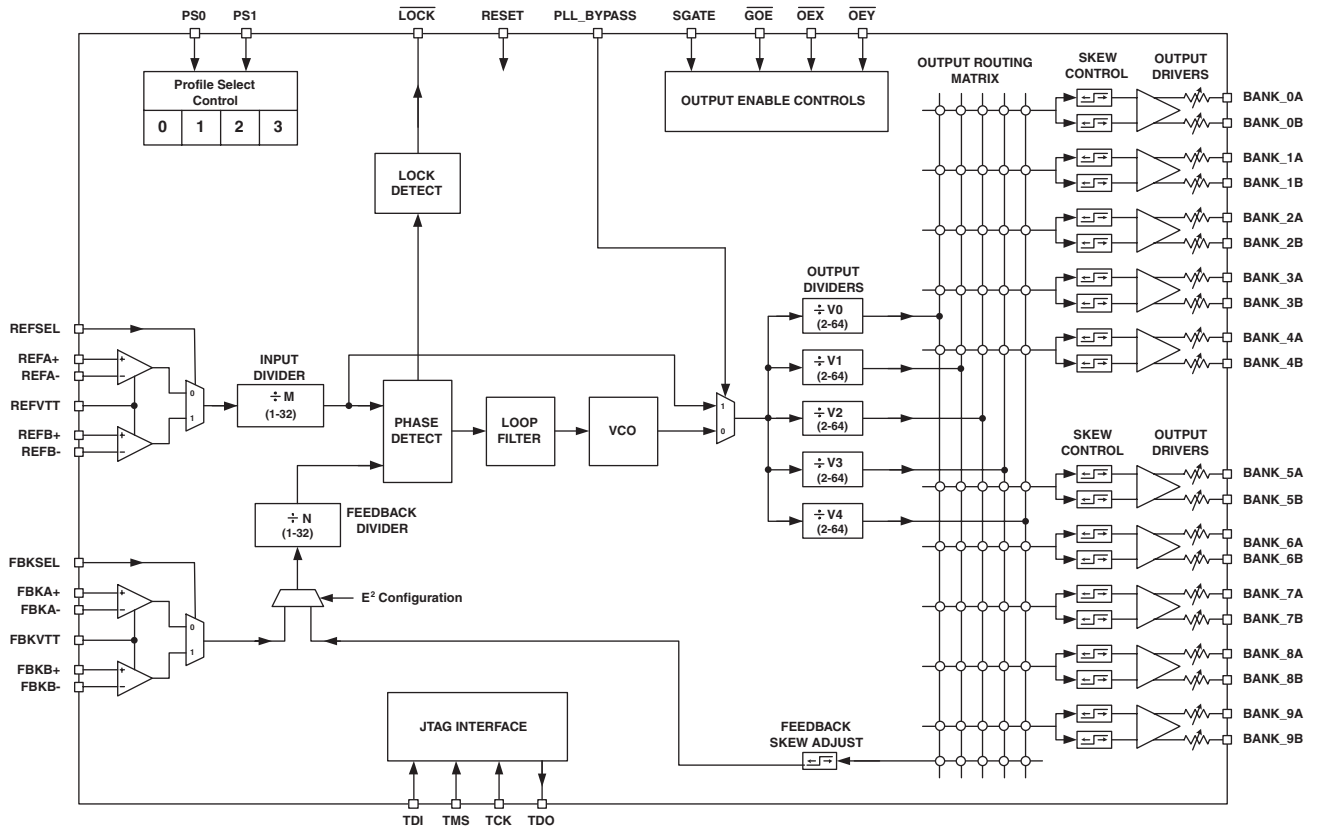 PS0 PS1 LOCK RESET PLL_BYPASS SGATE GOE OEX OEY
Profile Select
Control
0 1 2 3
OUTPUT ENABLE CONTROLS
OUTPUT ROUTING
MATRIX
SKEW
CONTROL
OUTPUT
DRIVERS
BANK_0A
BANK_0B
BANK_1A
BANK_1B
BANK_2A
BANK_2B
BANK_3A
BANK_3B
BANK_4A
BANK_4B
LOCK
DETECT
OUTPUT
DIVIDERS
÷ V0
(2-64)
÷ V1
(2-64)
÷ V2
(2-64)
÷ V3
(2-64)
÷ V4
(2-64)
REFSEL
REFA+
REFA-
REFVTT
REFB+
REFB-
+
−
+
−
0
1
INPUT
DIVIDER
÷ M
(1-32)
PHASE
DETECT
LOOP
FILTER
VCO
1
0
÷ N
(1-32)
FEEDBACK
DIVIDER
SKEW
CONTROL
OUTPUT
DRIVERS
BANK_5A
BANK_5B
BANK_6A
BANK_6B
BANK_7A
BANK_7B
BANK_8A
BANK_8B
BANK_9A
BANK_9B
FBKSEL
FBKA+
FBKA-
FBKVTT
FBKB+
FBKB-
+
−
+
−
0
1
E² Configuration
JTAG INTERFACE
FEEDBACK
SKEW ADJUST
TDI TMS TCK TDO